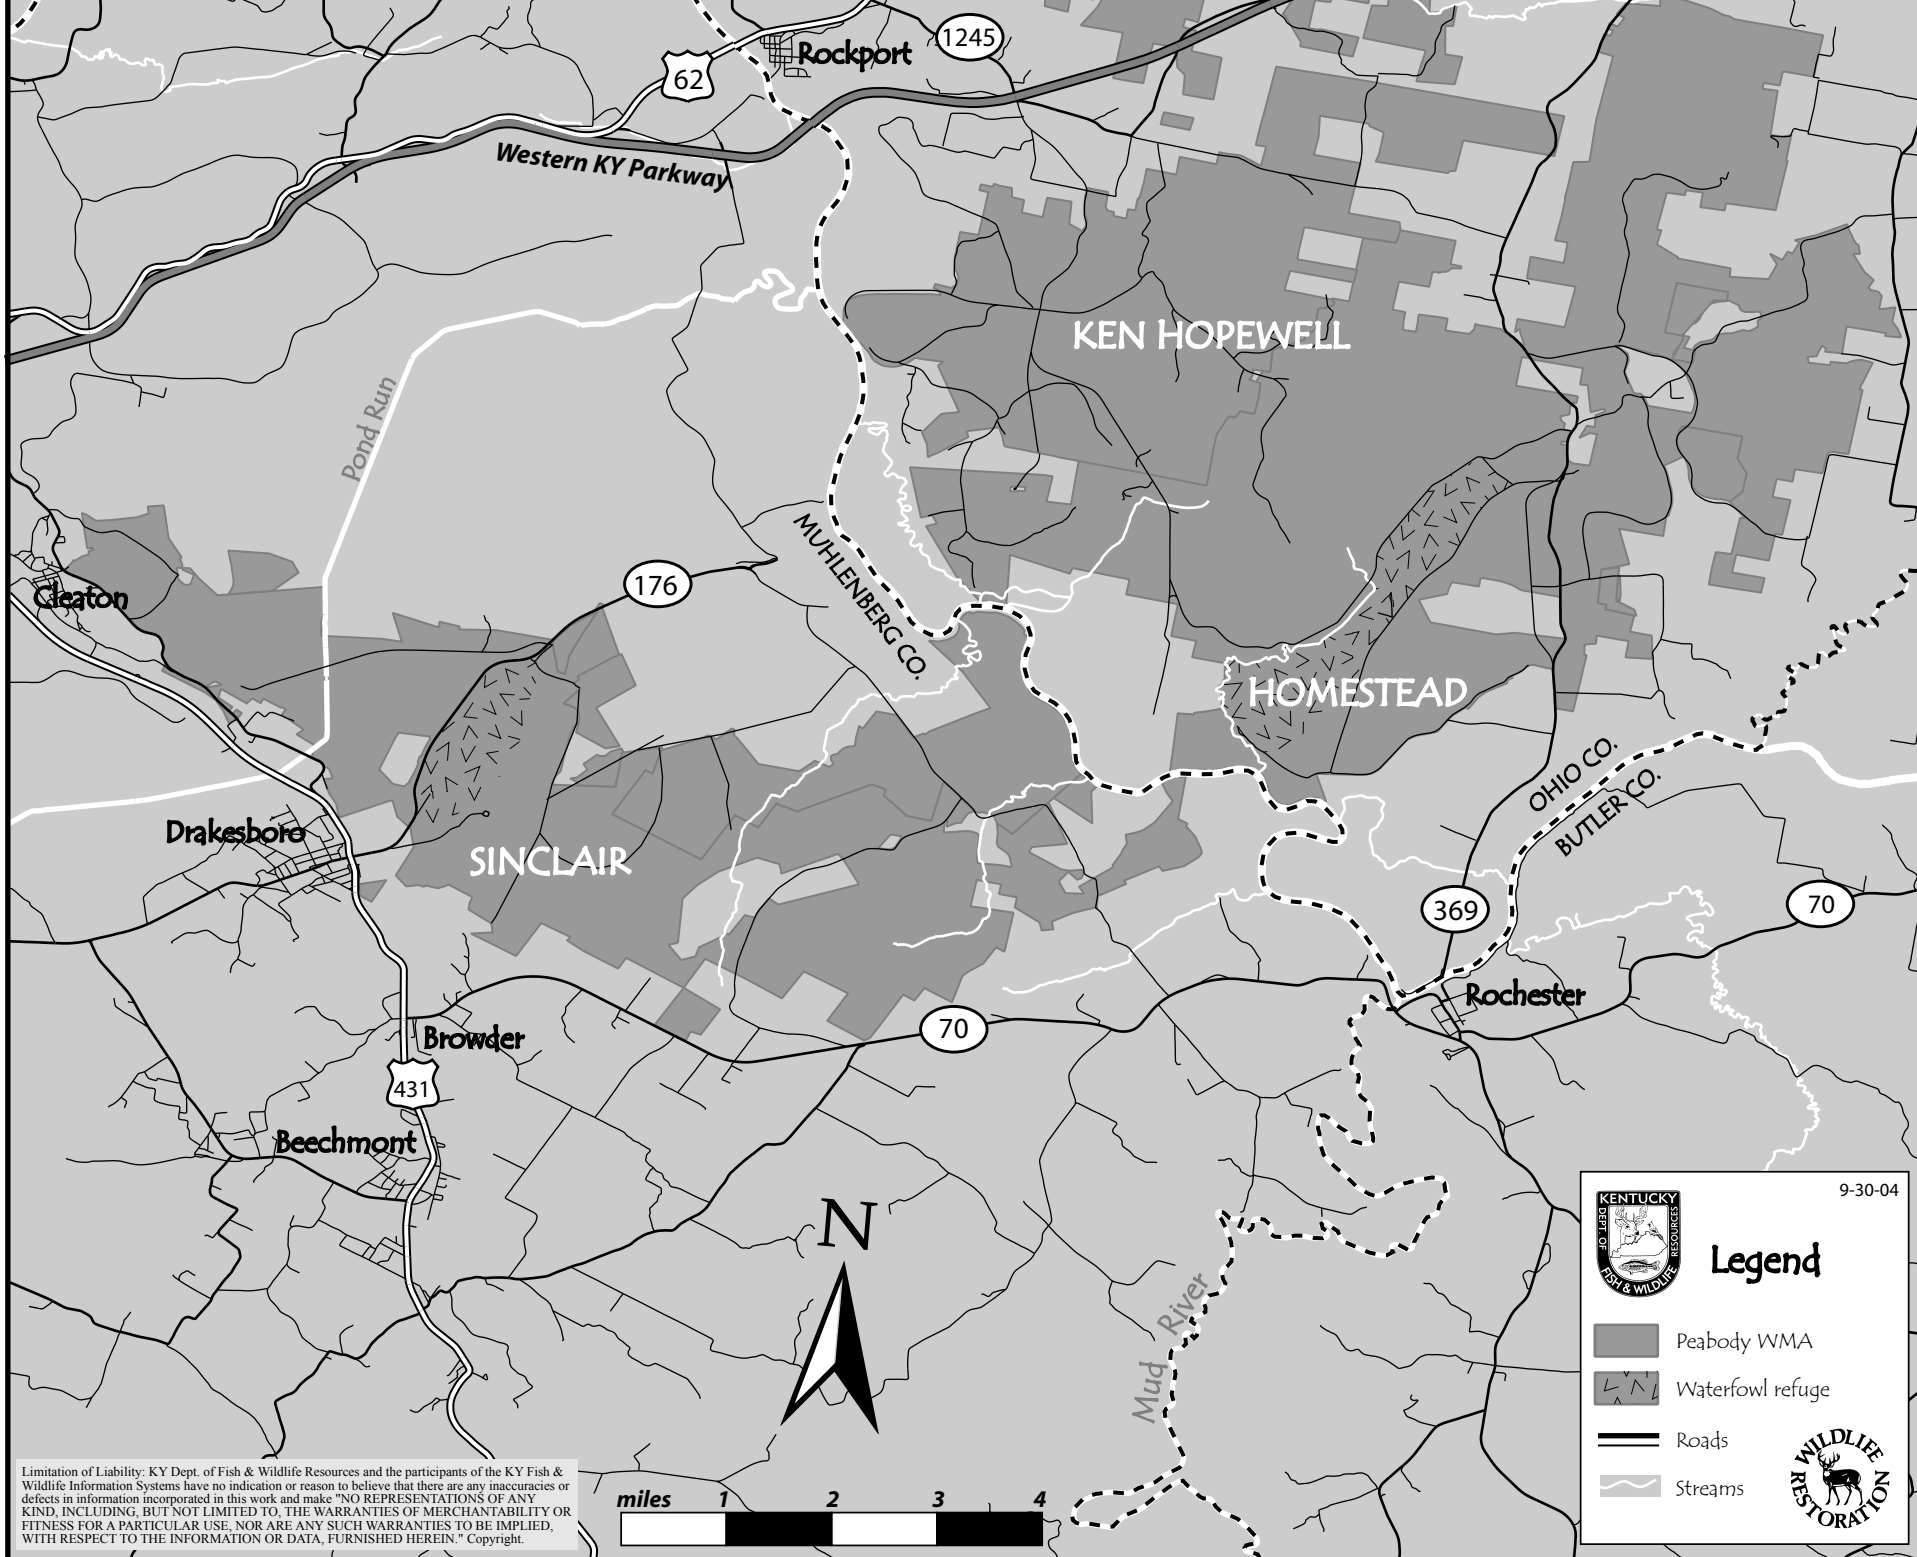 Rockport
1245
62
Western KY Parkway
KEN HOPEWELL
Pond Run
176
MUHLENBERG CO.
Cleaton
HOMESTEAD
OHIO CO.
BUTLER CO.
Drakesboro
SINCLAIR
369
70
Rochester
70
Browder
431
Beechmont
N
Mud River
9-30-04
KENTUCKY
DEPT. OF
FISH & WILDLIFE
RESOURCES
Legend
Peabody WMA
Waterfowl refuge
Roads
Streams
WILDLIFE
RESTORATION
miles 1 2 3 4
Limitation of Liability: KY Dept. of Fish & Wildlife Resources and the participants of the KY Fish &
Wildlife Information Systems have no indication or reason to believe that there are any inaccuracies or
defects in information incorporated in this work and make "NO REPRESENTATIONS OF ANY
KIND, INCLUDING, BUT NOT LIMITED TO, THE WARRANTIES OF MERCHANTABILITY OR
FITNESS FOR A PARTICULAR USE, NOR ARE ANY SUCH WARRANTIES TO BE IMPLIED,
WITH RESPECT TO THE INFORMATION OR DATA, FURNISHED HEREIN." Copyright.